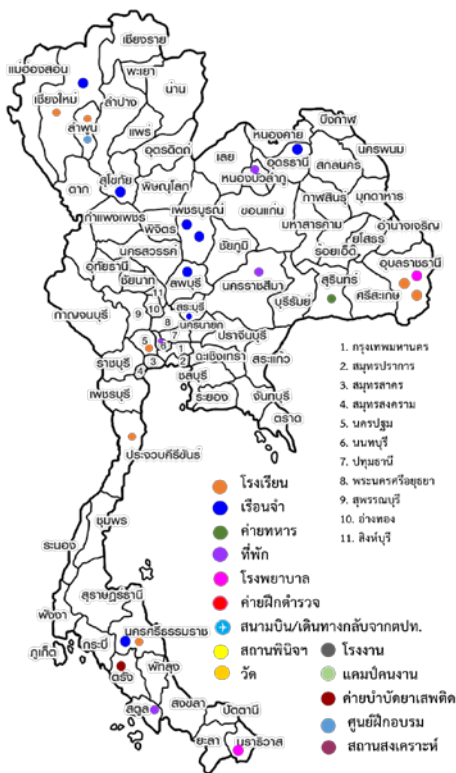 เชียงราย
แม่ฮ่องสอน
พะเยา
น่าน
เชียงใหม่
ลำปาง
ลำพูน
แพร่
บึงกาฬ
หนองคาย
อุตรดิตถ์
เลย
อุดรธานี
นครพนม
สกลนคร
สุโขทัย
หนองบัวลำภู
ตาก
พิษณุโลก
กาฬสินธุ์
มุกดาหาร
กำแพงเพชร
เพชรบูรณ์
ขอนแก่น
พิจิตร
มหาสารคาม
อำนาจเจริญ
ชัยภูมิ
ยโสธร
นครสวรรค์
ร้อยเอ็ด
อุบลราชธานี
อุทัยธานี
ชัยนาท
ลพบุรี
นครราชสีมา
สุรินทร์
บุรีรัมย์
ศรีสะเกษ
11
สระบุรี
กาญจนบุรี
9
10
8
นครนายก
ปราจีนบุรี
5
6
7
1
ฉะเชิงเทรา
สระแก้ว
ราชบุรี
3
2
4
ชลบุรี
เพชรบุรี
ระยอง
จันทบุรี
ตราด
ประจวบคีรีขันธ์
ชุมพร
ระนอง
สุราษฎร์ธานี
พังงา
นครศรีธรรมราช
ภูเก็ต
กระบี่
ตรัง
พัทลุง
สตูล
สงขลา
ปัตตานี
ยะลา
นราธิวาส
1. กรุงเทพมหานคร
2. สมุทรปราการ
3. สมุทรสาคร
4. สมุทรสงคราม
5. นครปฐม
6. นนทบุรี
7. ปทุมธานี
8. พระนครศรีอยุธยา
9. สุพรรณบุรี
10. อ่างทอง
11. สิงห์บุรี
โรงเรียน
เรือนจำ
ค่ายทหาร
ที่พัก
โรงพยาบาล
ค่ายฝึกตำรวจ
สนามบิน/เดินทางกลับจากตปท.
สถานพินิจฯ
วัด
โรงงาน
แคมป์คนงาน
ค่ายบำบัดยาเสพติด
ศูนย์ฝึกอบรม
สถานสงเคราะห์